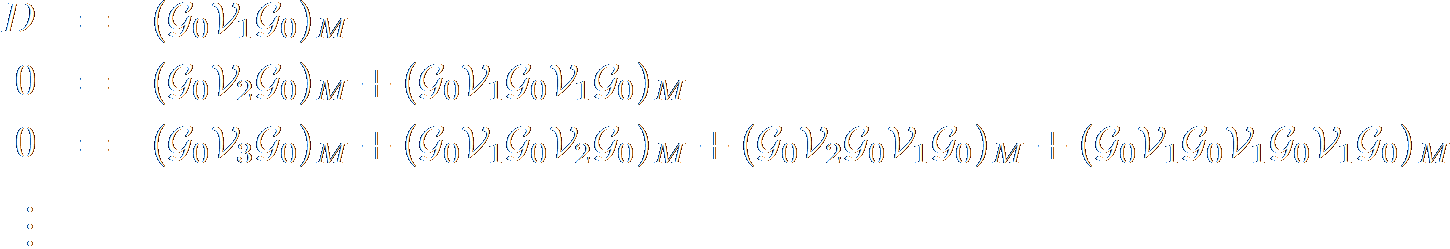 D = (𝒢₀𝒱₁𝒢₀)_M
0 = (𝒢₀𝒱₂𝒢₀)_M + (𝒢₀𝒱₁𝒢₀𝒱₁𝒢₀)_M
0 = (𝒢₀𝒱₃𝒢₀)_M + (𝒢₀𝒱₁𝒢₀𝒱₂𝒢₀)_M + (𝒢₀𝒱₂𝒢₀𝒱₁𝒢₀)_M + (𝒢₀𝒱₁𝒢₀𝒱₁𝒢₀𝒱₁𝒢₀)_M
⋮